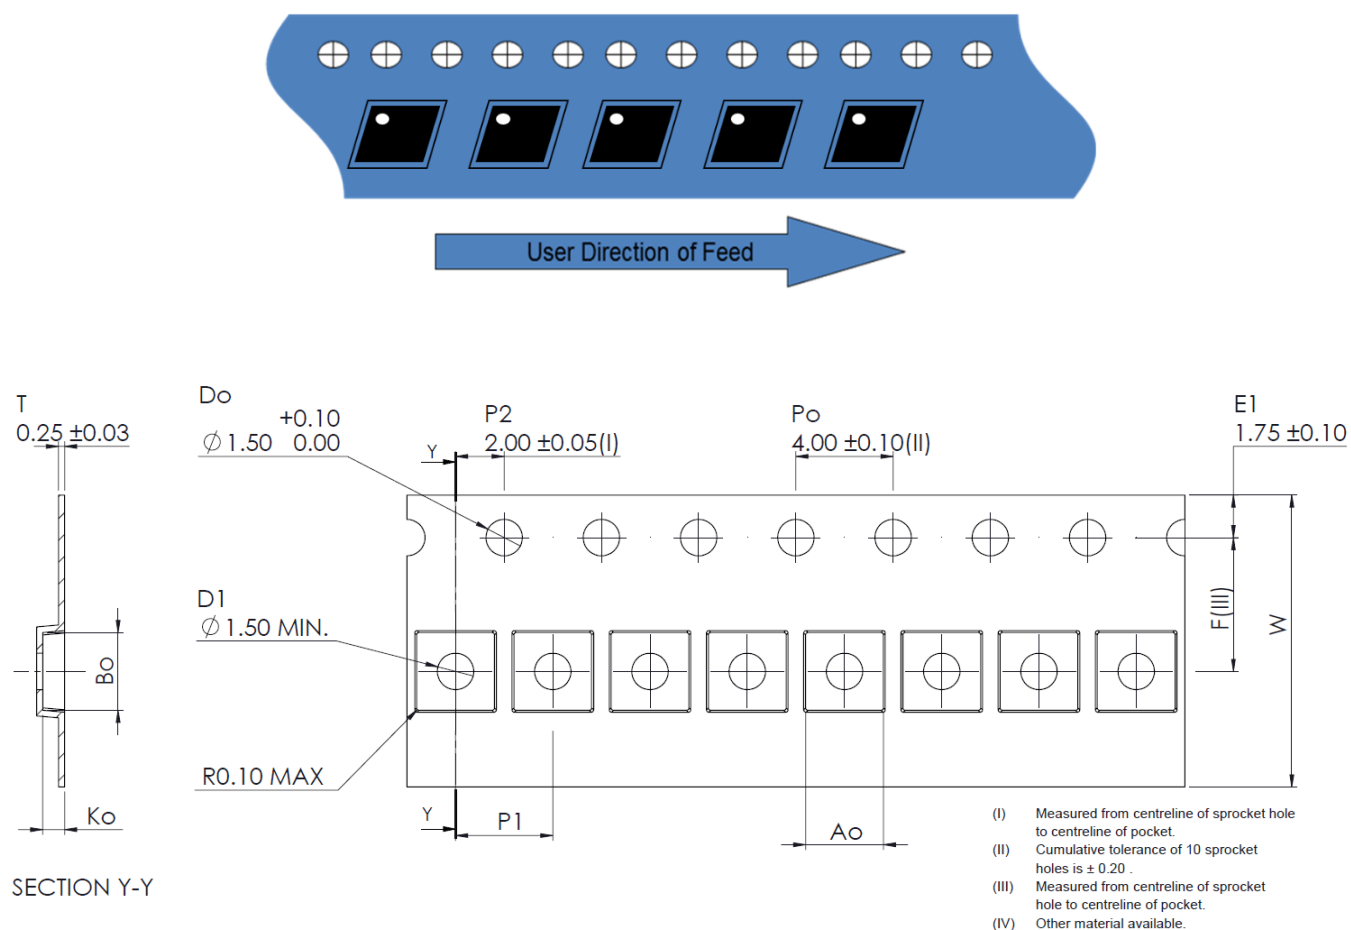 User Direction of Feed
T
0.25 ±0.03
Do
+0.10
∅ 1.50 0.00
P2
2.00 ±0.05(I)
Po
4.00 ±0.10(II)
E1
1.75 ±0.10
Y
D1
∅ 1.50 MIN.
F(III)
W
Bo
R0.10 MAX
Ko
Y
P1
Ao
SECTION Y-Y
(I) Measured from centreline of sprocket hole
to centreline of pocket.
(II) Cumulative tolerance of 10 sprocket
holes is ± 0.20 .
(III) Measured from centreline of sprocket
hole to centreline of pocket.
(IV) Other material available.